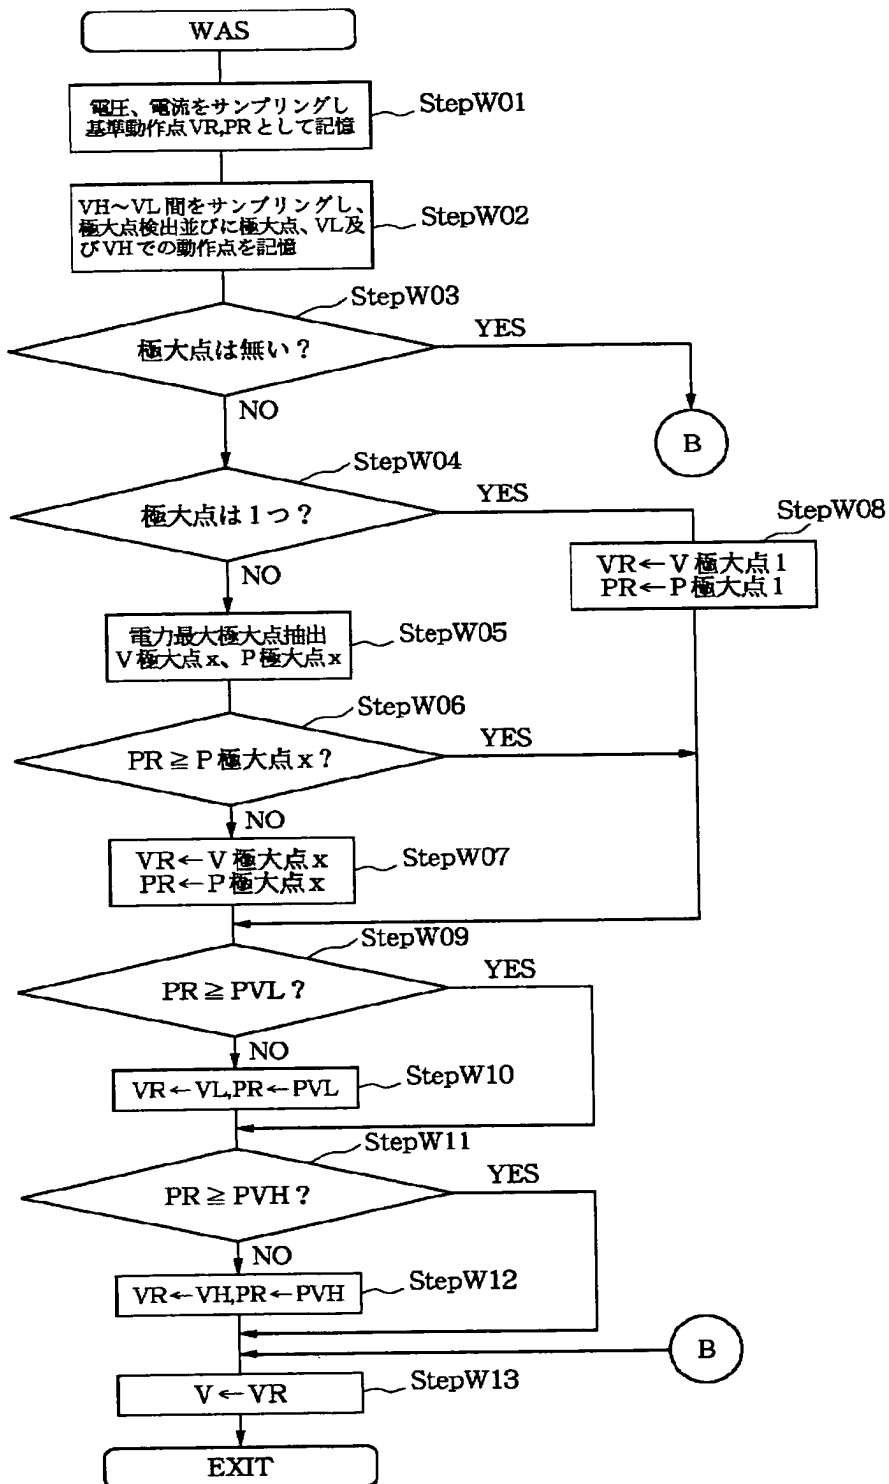 WAS
電圧、電流をサンプリングし
基準動作点VR,PRとして記憶
StepW01
VH～VL間をサンプリングし、
極大点検出並びに極大点、VL及
びVHでの動作点を記憶
StepW02
StepW03
極大点は無い？
YES
NO
B
StepW04
極大点は1つ？
YES
NO
StepW08
VR←V極大点1
PR←P極大点1
電力最大極大点抽出
V極大点x、P極大点x
StepW05
StepW06
PR≧P極大点x？
YES
NO
VR←V極大点x
PR←P極大点x
StepW07
StepW09
PR≧PVL？
YES
NO
VR←VL,PR←PVL
StepW10
StepW11
PR≧PVH？
YES
NO
VR←VH,PR←PVH
StepW12
B
V←VR
StepW13
EXIT